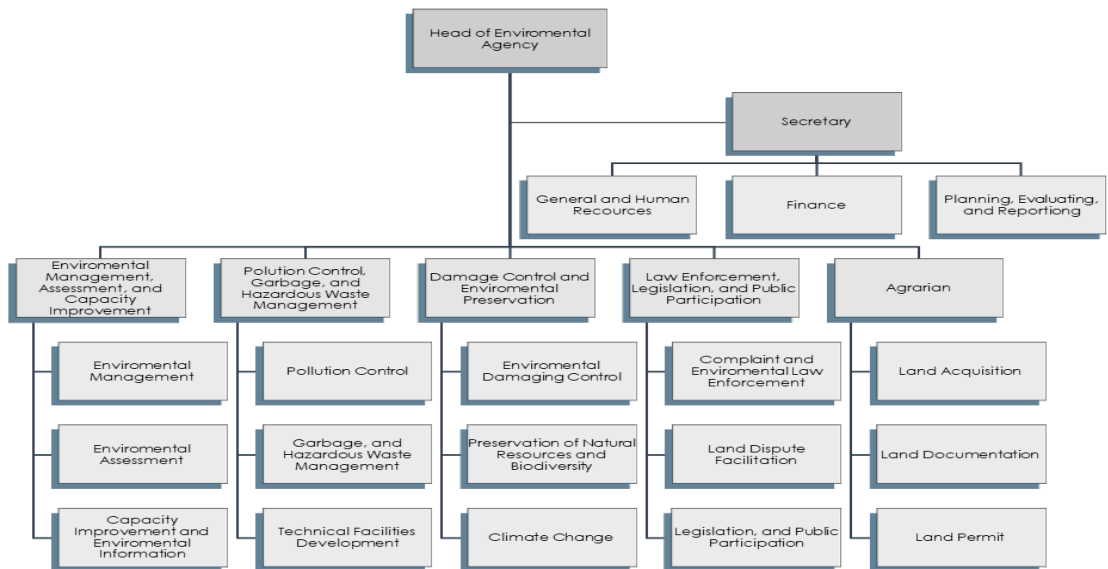 Head of Enviromental
Agency
Secretary
General and Human
Recources
Finance
Planning, Evaluating,
and Reportiong
Enviromental
Management,
Assessment, and
Capacity
Improvement
Polution Control,
Garbage, and
Hazardous Waste
Management
Damage Control and
Enviromental
Preservation
Law Enforcement,
Legislation, and Public
Participation
Agrarian
Enviromental
Management
Pollution Control
Enviromental
Damaging Control
Complaint and
Enviromental Law
Enforcement
Land Acquisition
Enviromental
Assessment
Garbage, and
Hazardous Waste
Management
Preservation of Natural
Resources and
Biodiversity
Land Dispute
Facilitation
Land Documentation
Capacity
Improvement and
Enviromental
Information
Technical Facilities
Development
Climate Change
Legislation, and Public
Participation
Land Permit